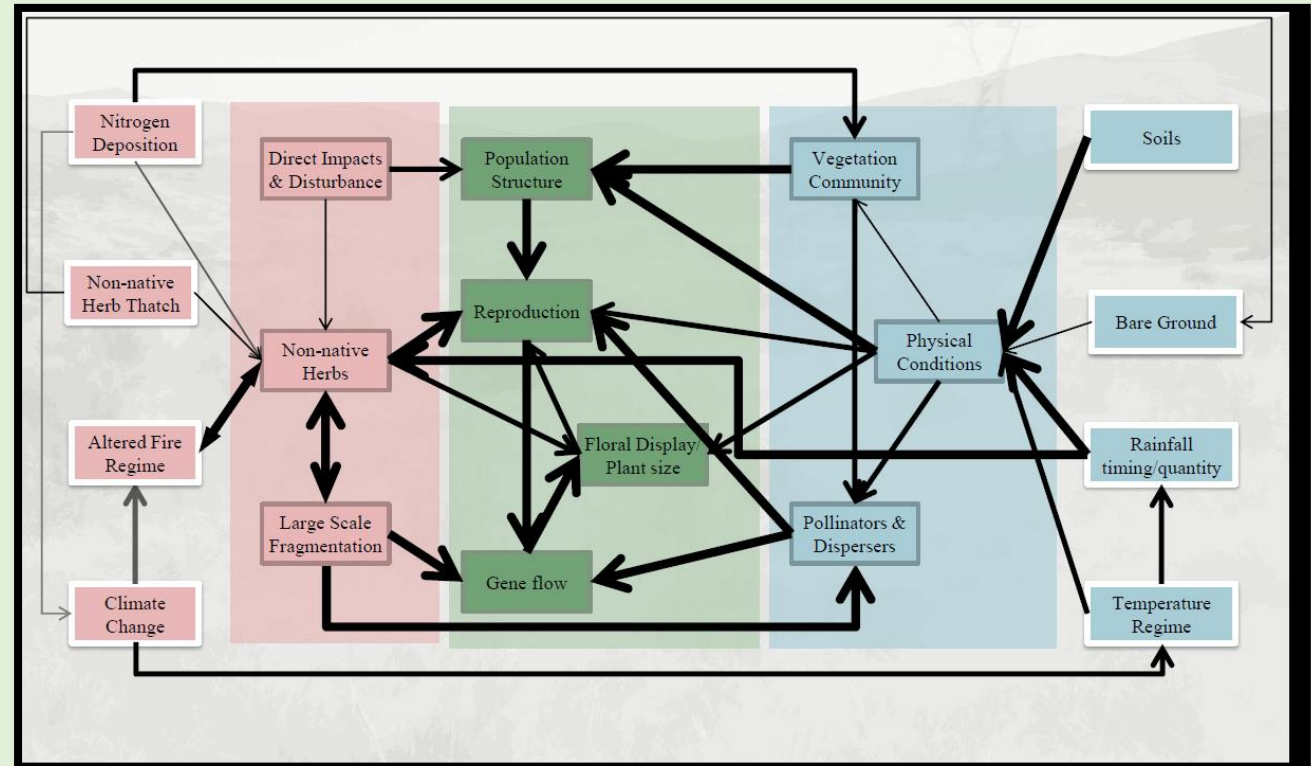 Nitrogen
Deposition
Direct Impacts
& Disturbance
Population
Structure
Vegetation
Community
Soils
Non-native
Herb Thatch
Reproduction
Bare Ground
Non-native
Herbs
Physical
Conditions
Altered Fire
Regime
Floral Display/
Plant size
Rainfall
timing/quantity
Large Scale
Fragmentation
Gene flow
Pollinators &
Dispersers
Climate
Change
Temperature
Regime